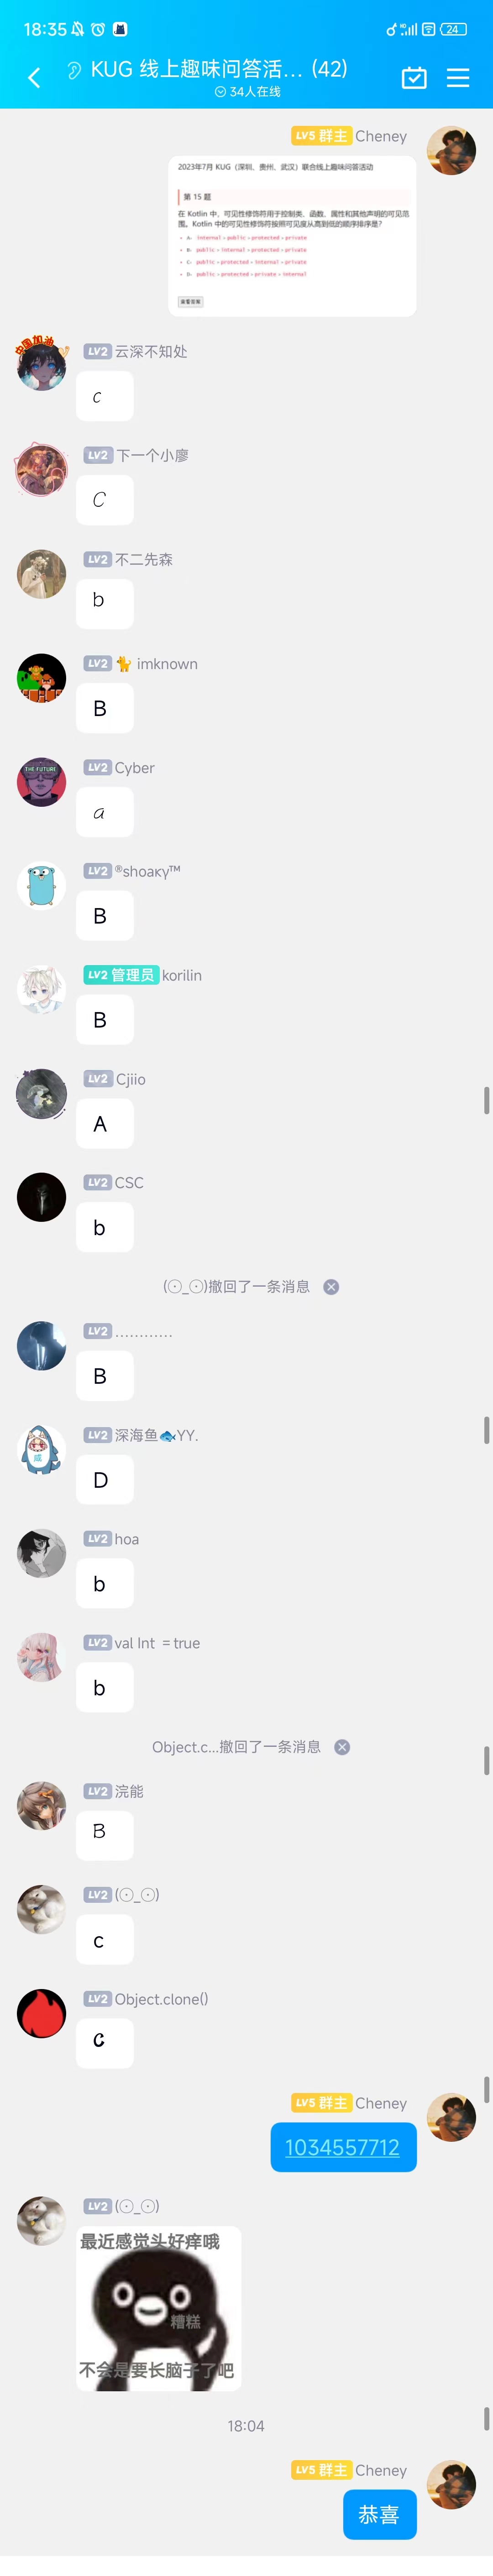 18:35
24
KUG 线上趣味问答活... (42)
34人在线
LV5 群主 Cheney
2023年7月 KUG（深圳、贵州、武汉）联合线上趣味问答活动
第 15 题
在 Kotlin 中，可见性修饰符用于控制类、函数、属性和其他声明的可见范
围。Kotlin 中的可见性修饰符按照可见度从高到低的顺序排序是？
A： internal > public > protected > private
B： public > internal > protected > private
C： public > protected > internal > private
D： public > protected > private > internal
查看答案
中国加油
LV2 云深不知处
c
LV2 下一个小廖
C
LV2 不二先森
b
LV2 🐈 imknown
B
THE FUTURE
LV2 Cyber
a
LV2 ®shoaкγ™
B
LV2 管理员 korilin
B
LV2 Cjiio
A
LV2 CSC
b
(⊙_⊙)撤回了一条消息
LV2 …………
B
成
LV2 深海鱼🐟YY.
D
LV2 hoa
b
LV2 val Int = true
b
Object.c...撤回了一条消息
LV2 浣能
B
LV2 (⊙_⊙)
c
LV2 Object.clone()
c
LV5 群主 Cheney
1034557712
LV2 (⊙_⊙)
最近感觉头好痒哦
糟糕
不会是要长脑子了吧
18:04
LV5 群主 Cheney
恭喜